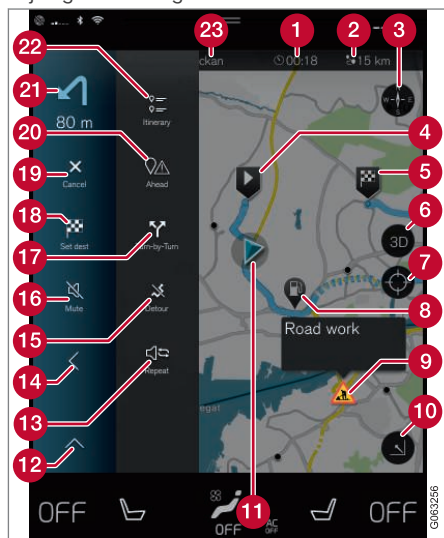 22
23
1
2
3
21
ckan
00:18
15 km
W
E
80 m
Itinerary
20
4
5
19
Cancel
Ahead
18
6
3D
Set dest
17
Turn-by-Turn
7
16
8
Mute
15
Detour
Road work
14
9
13
Repeat
egat
10
12
11
OFF
OFF
AC
OFF
OFF
G063256